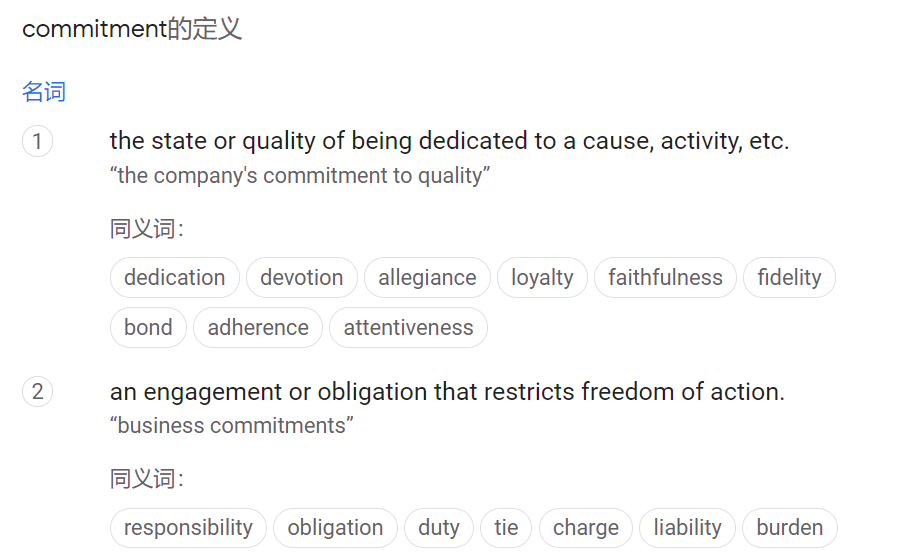 commitment的定义
名词
1 the state or quality of being dedicated to a cause, activity, etc.
“the company's commitment to quality”
同义词：
dedication devotion allegiance loyalty faithfulness fidelity
bond adherence attentiveness
2 an engagement or obligation that restricts freedom of action.
“business commitments”
同义词：
responsibility obligation duty tie charge liability burden